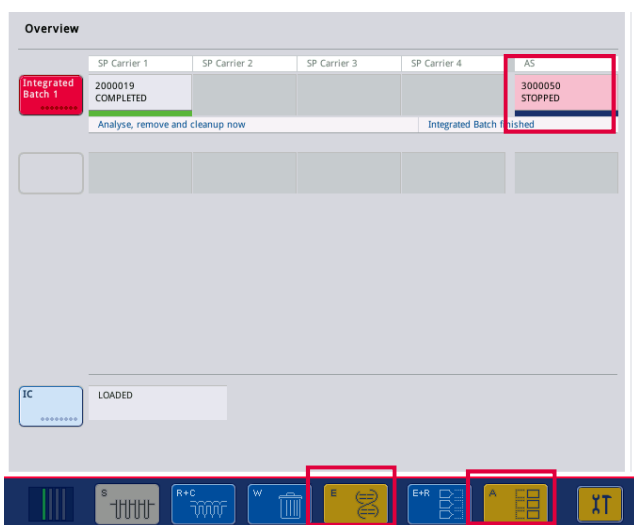 Overview
SP Carrier 1 SP Carrier 2 SP Carrier 3 SP Carrier 4 AS
Integrated
Batch 1
2000019
COMPLETED
3000050
STOPPED
Analyse, remove and cleanup now Integrated Batch finished
IC
LOADED
S R+C W E E+R A